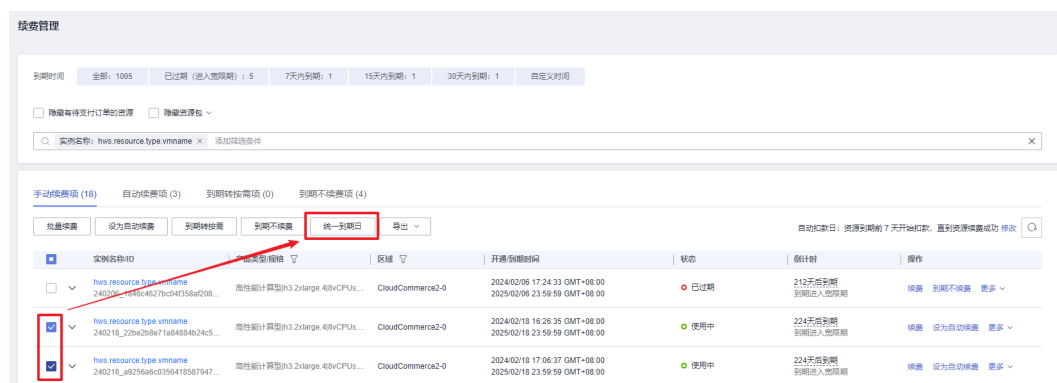 续费管理
到期时间 全部：1095 已过期（进入宽限期）：5 7天内到期：1 15天内到期：1 30天内到期：1 自定义时间
隐藏有待支付订单的资源 隐藏资源包
实例名称：hws.resource.type.vmname × 添加筛选条件 ×
手动续费项 (18) 自动续费项 (3) 到期转按需项 (0) 到期不续费项 (4)
批量续费 设为自动续费 到期转按需 到期不续费 统一到期日 导出 自动扣款日：资源到期前 7 天开始扣款，直到资源续费成功 修改
实例名称/ID 产品类型/规格 区域 开通/到期时间 状态 倒计时 操作
hws.resource.type.vmname 高性能计算型|h3.2xlarge.4|8vCPUs... CloudCommerce2-0 2024/02/06 17:24:33 GMT+08:00 已过期 212天后到期 续费 到期不续费 更多
240206_1846c4627bc04f358af208... 2025/02/06 23:59:59 GMT+08:00 到期进入宽限期
hws.resource.type.vmname 高性能计算型|h3.2xlarge.4|8vCPUs... CloudCommerce2-0 2024/02/18 16:26:35 GMT+08:00 使用中 224天后到期 续费 设为自动续费 更多
240218_22be2b8e71a84884b24c5... 2025/02/18 23:59:59 GMT+08:00 到期进入宽限期
hws.resource.type.vmname 高性能计算型|h3.2xlarge.4|8vCPUs... CloudCommerce2-0 2024/02/18 17:06:37 GMT+08:00 使用中 224天后到期 续费 设为自动续费 更多
240218_a9256a6c0356418587947... 2025/02/18 23:59:59 GMT+08:00 到期进入宽限期